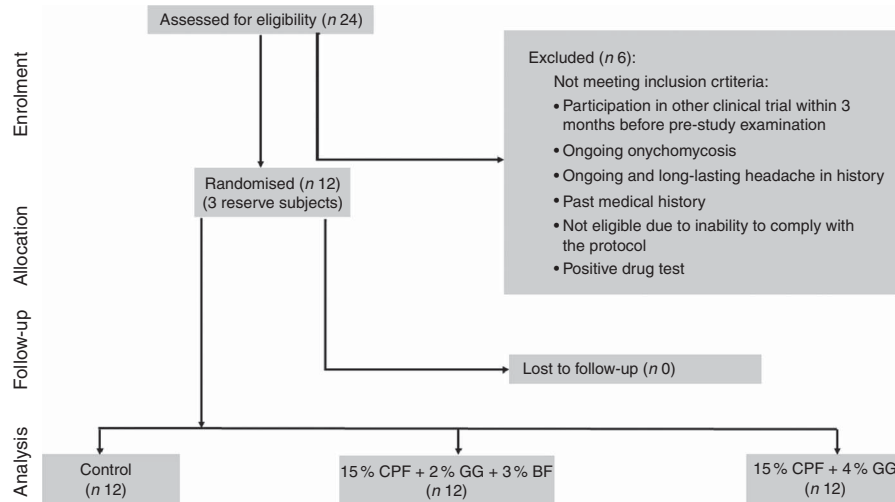 Enrolment
Assessed for eligibility (n 24)
Excluded (n 6):
Not meeting inclusion crtiteria:
• Participation in other clinical trial within 3
months before pre-study examination
• Ongoing onychomycosis
• Ongoing and long-lasting headache in history
• Past medical history
• Not eligible due to inability to comply with
the protocol
• Positive drug test
Allocation
Randomised (n 12)
(3 reserve subjects)
Follow-up
Lost to follow-up (n 0)
Analysis
Control
(n 12)
15 % CPF + 2 % GG + 3 % BF
(n 12)
15 % CPF + 4 % GG
(n 12)